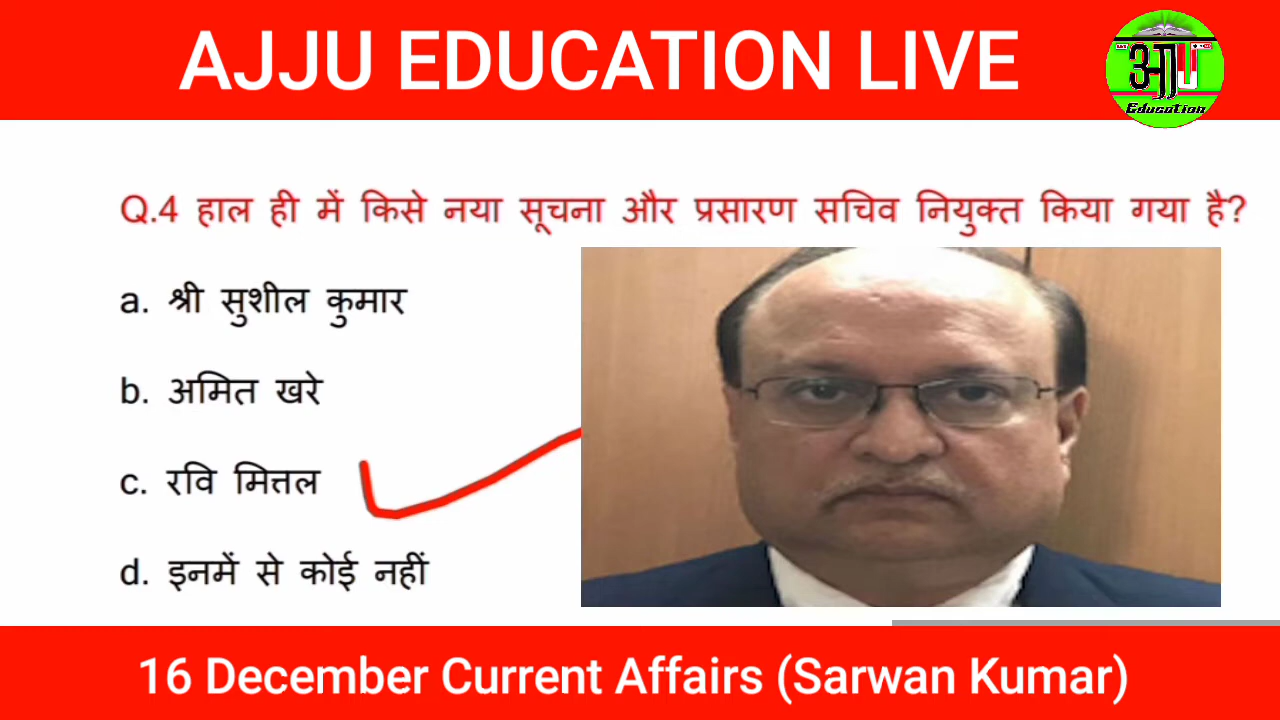 AJJU EDUCATION LIVE
Education
Q.4 हाल ही में किसे नया सूचना और प्रसारण सचिव नियुक्त किया गया है?
a. श्री सुशील कुमार
b. अमित खरे
c. रवि मित्तल
d. इनमें से कोई नहीं
16 December Current Affairs (Sarwan Kumar)